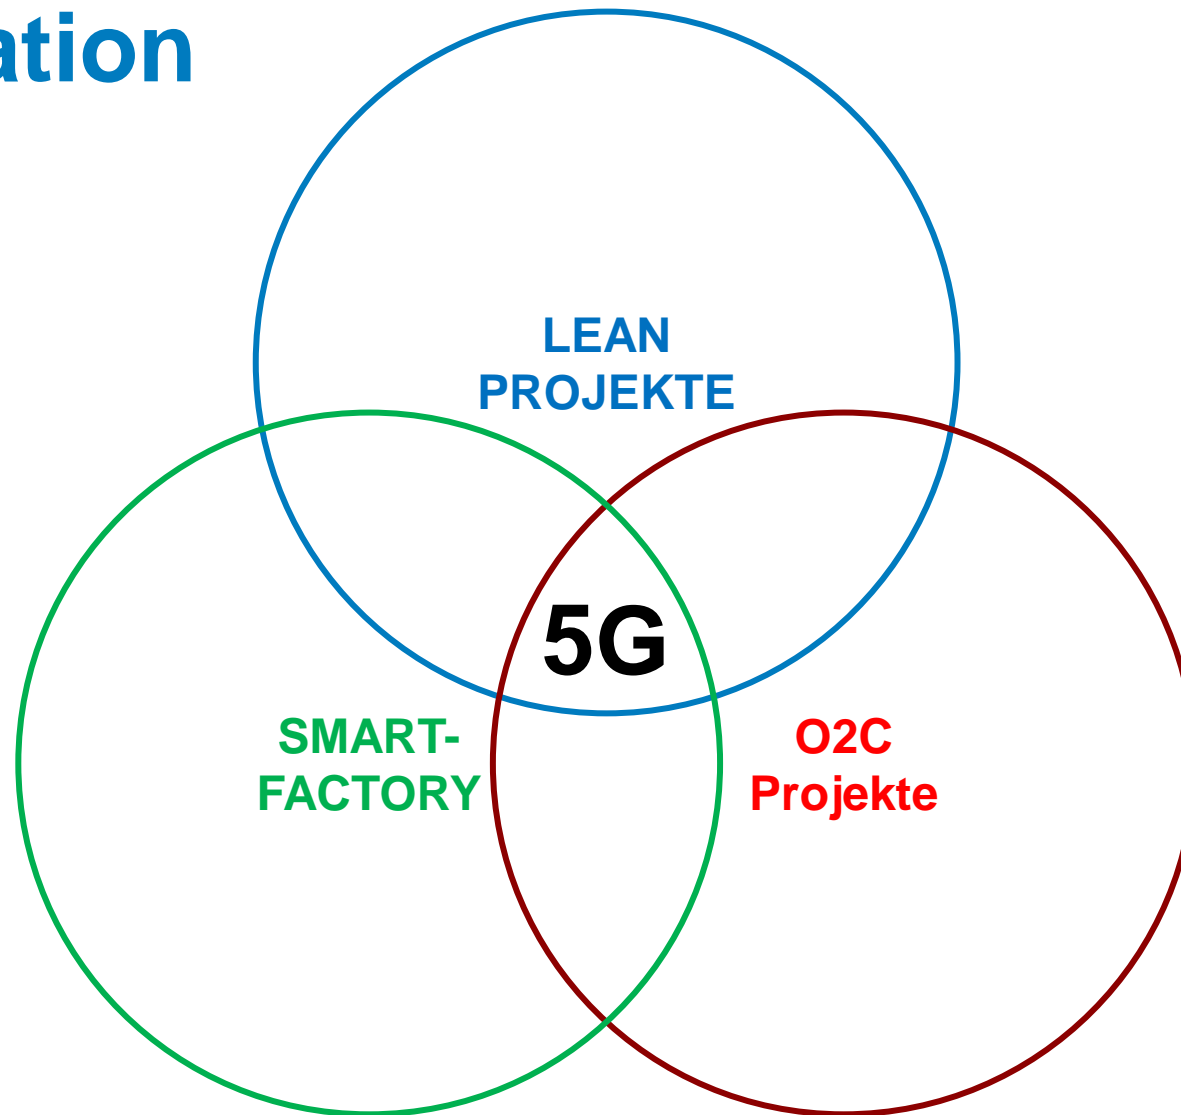 ation
LEAN
PROJEKTE
5G
SMART-
FACTORY
O2C
Projekte